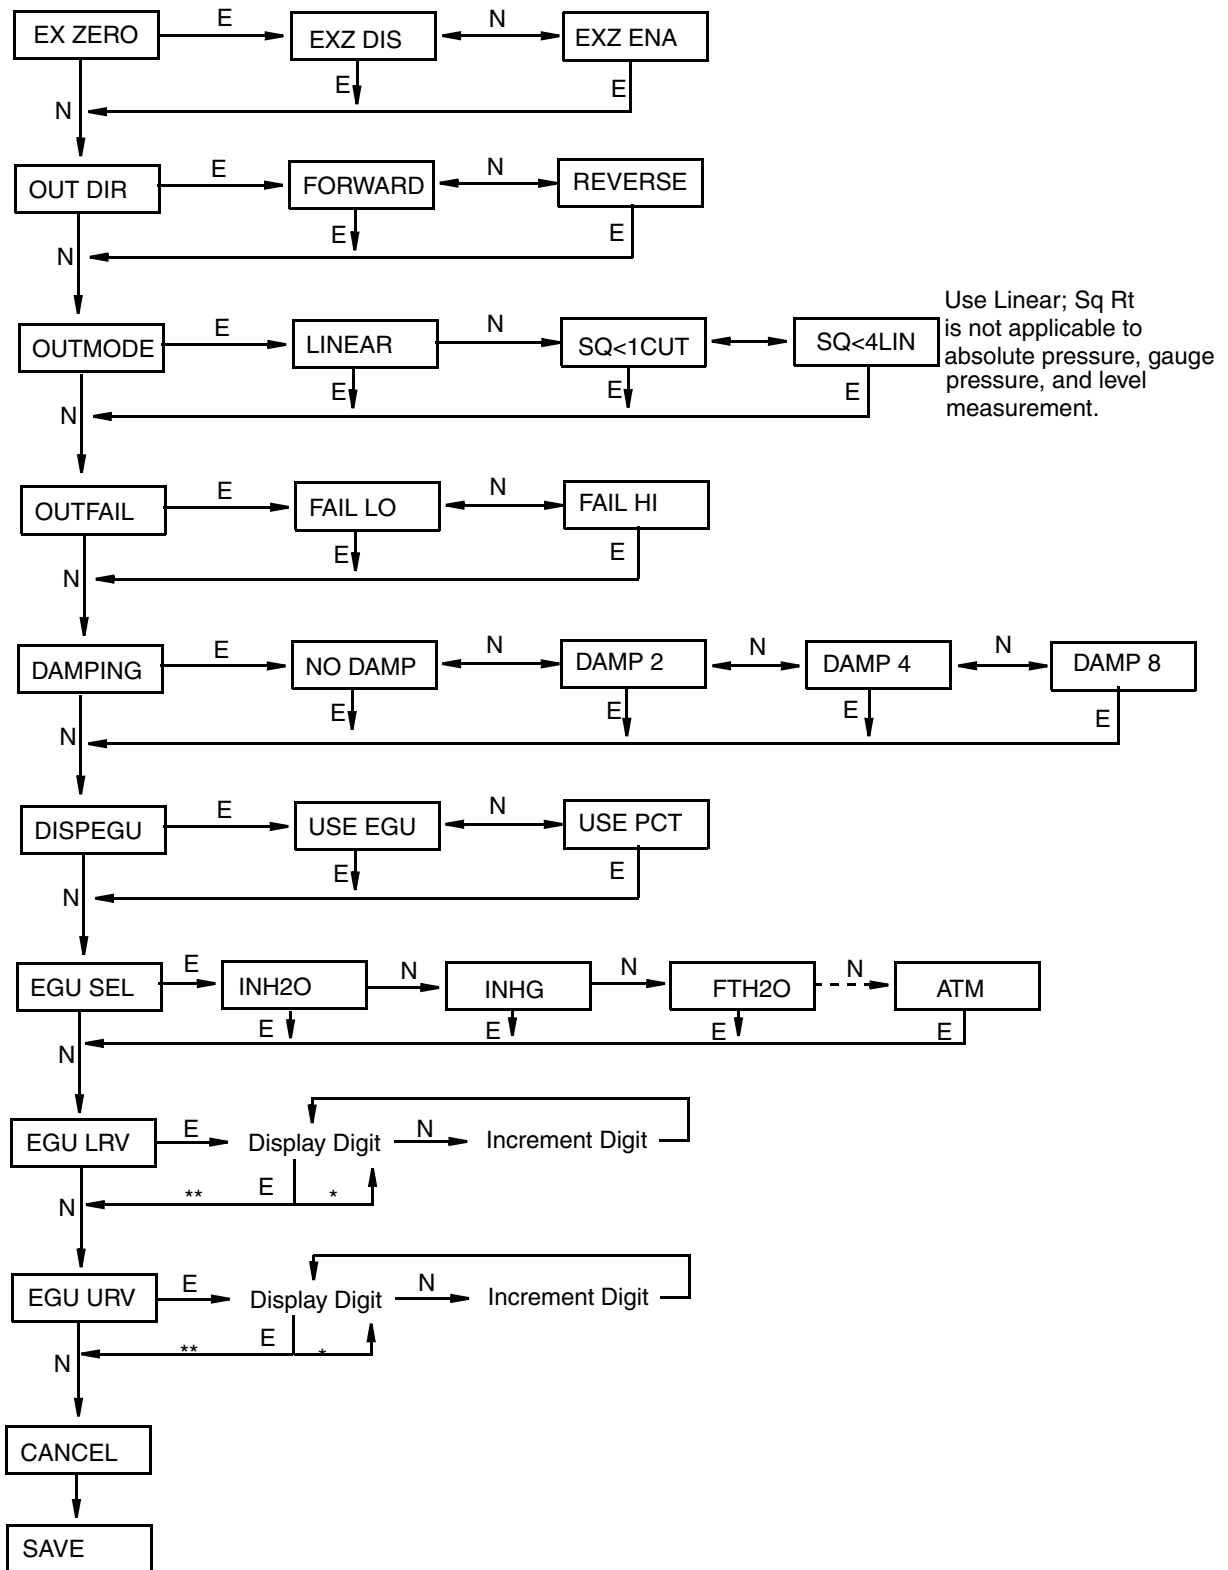 EX ZERO E EXZ DIS N EXZ ENA
E E
N
OUT DIR E FORWARD N REVERSE
E E
N
OUTMODE E LINEAR N SQ<1CUT SQ<4LIN
Use Linear; Sq Rt
is not applicable to
absolute pressure, gauge
pressure, and level
measurement.
E E E
N
OUTFAIL E FAIL LO N FAIL HI
E E
N
DAMPING E NO DAMP N DAMP 2 N DAMP 4 N DAMP 8
E E E E
N
DISPEGU E USE EGU N USE PCT
E E
N
EGU SEL E INH2O N INHG N FTH2O N ATM
E E E E
N
EGU LRV E Display Digit N Increment Digit
N ** E *
EGU URV E Display Digit N Increment Digit
N ** E *
CANCEL
SAVE